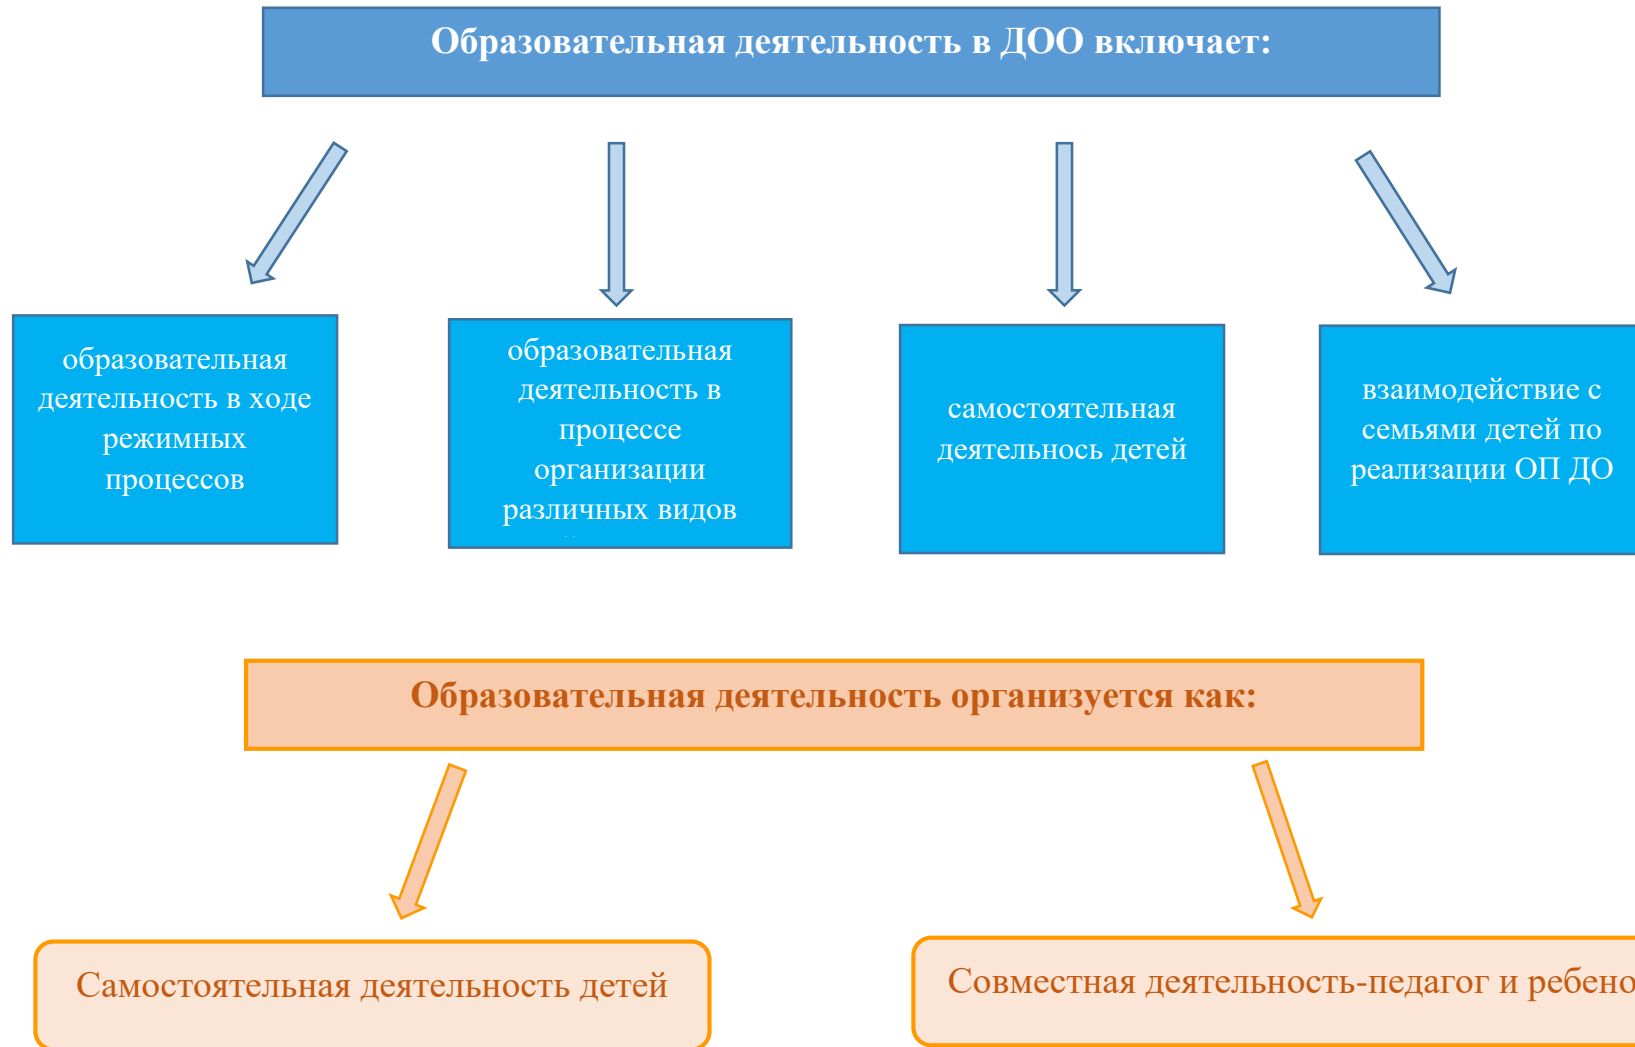 Образовательная деятельность в ДОО включает:
образовательная
деятельность в ходе
режимных
процессов
образовательная
деятельность в
процессе
организации
различных видов
самостоятельная
деятельнось детей
взаимодействие с
семьями детей по
реализации ОП ДО
Образовательная деятельность организуется как:
Самостоятельная деятельность детей
Совместная деятельность-педагог и ребено